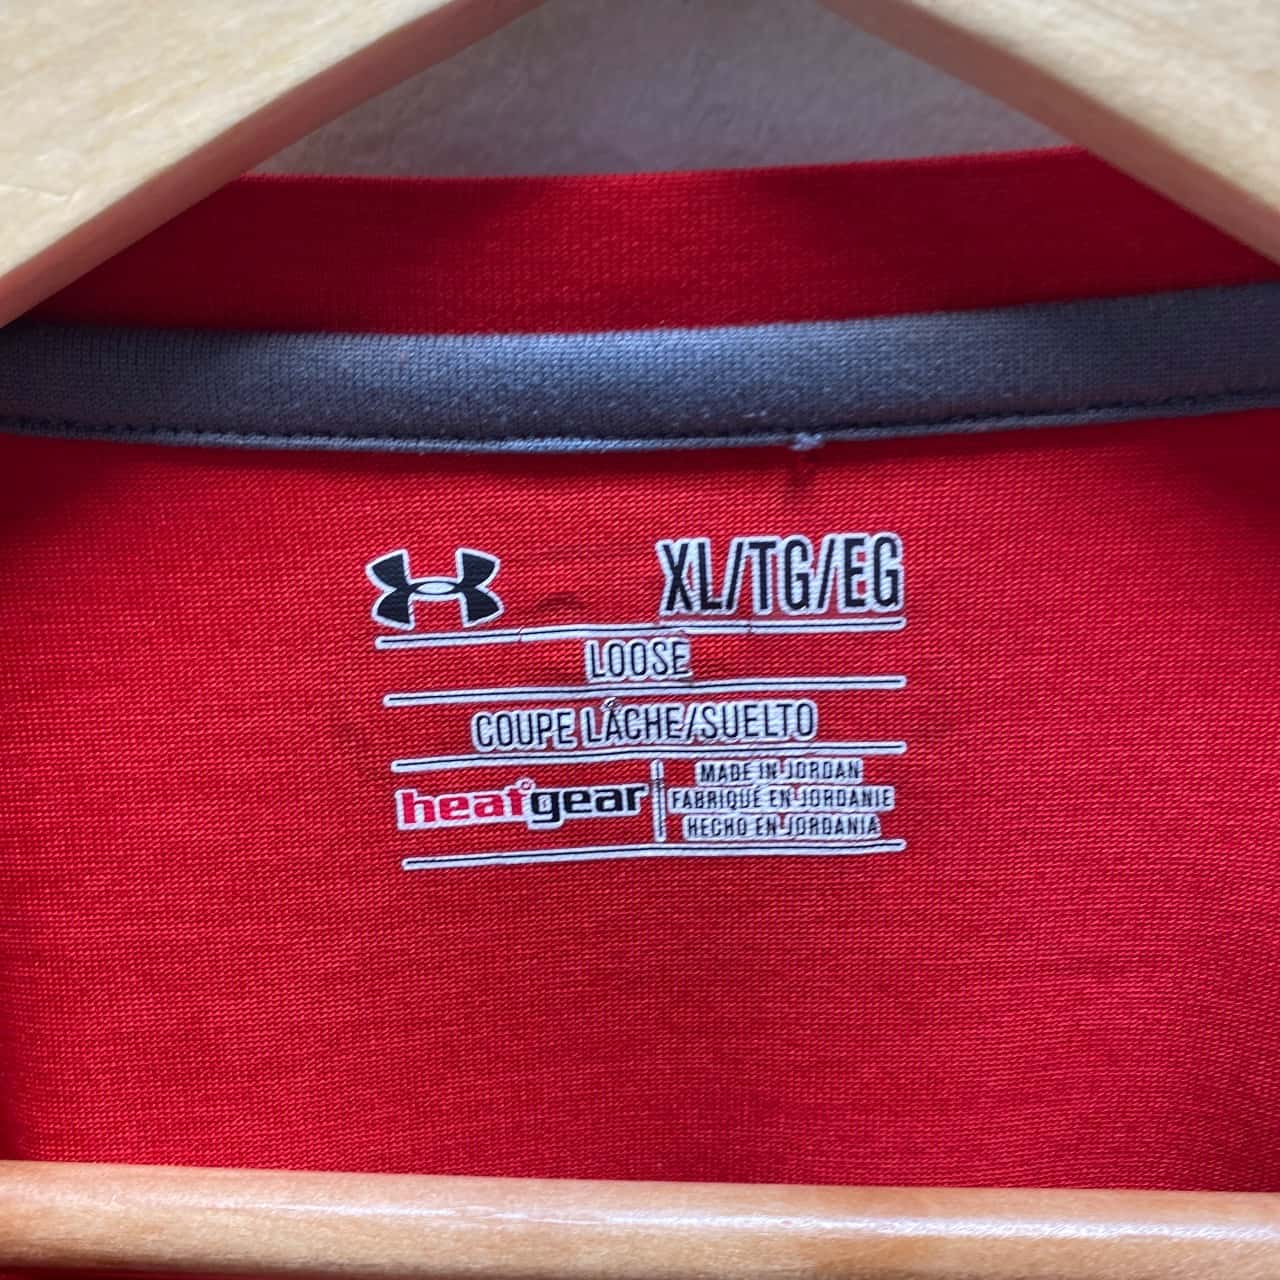 XL/TG/EG
LOOSE
COUPE LÂCHE/SUELTO
heatgear
MADE IN JORDAN
FABRIQUÉ EN JORDANIE
HECHO EN JORDANIA